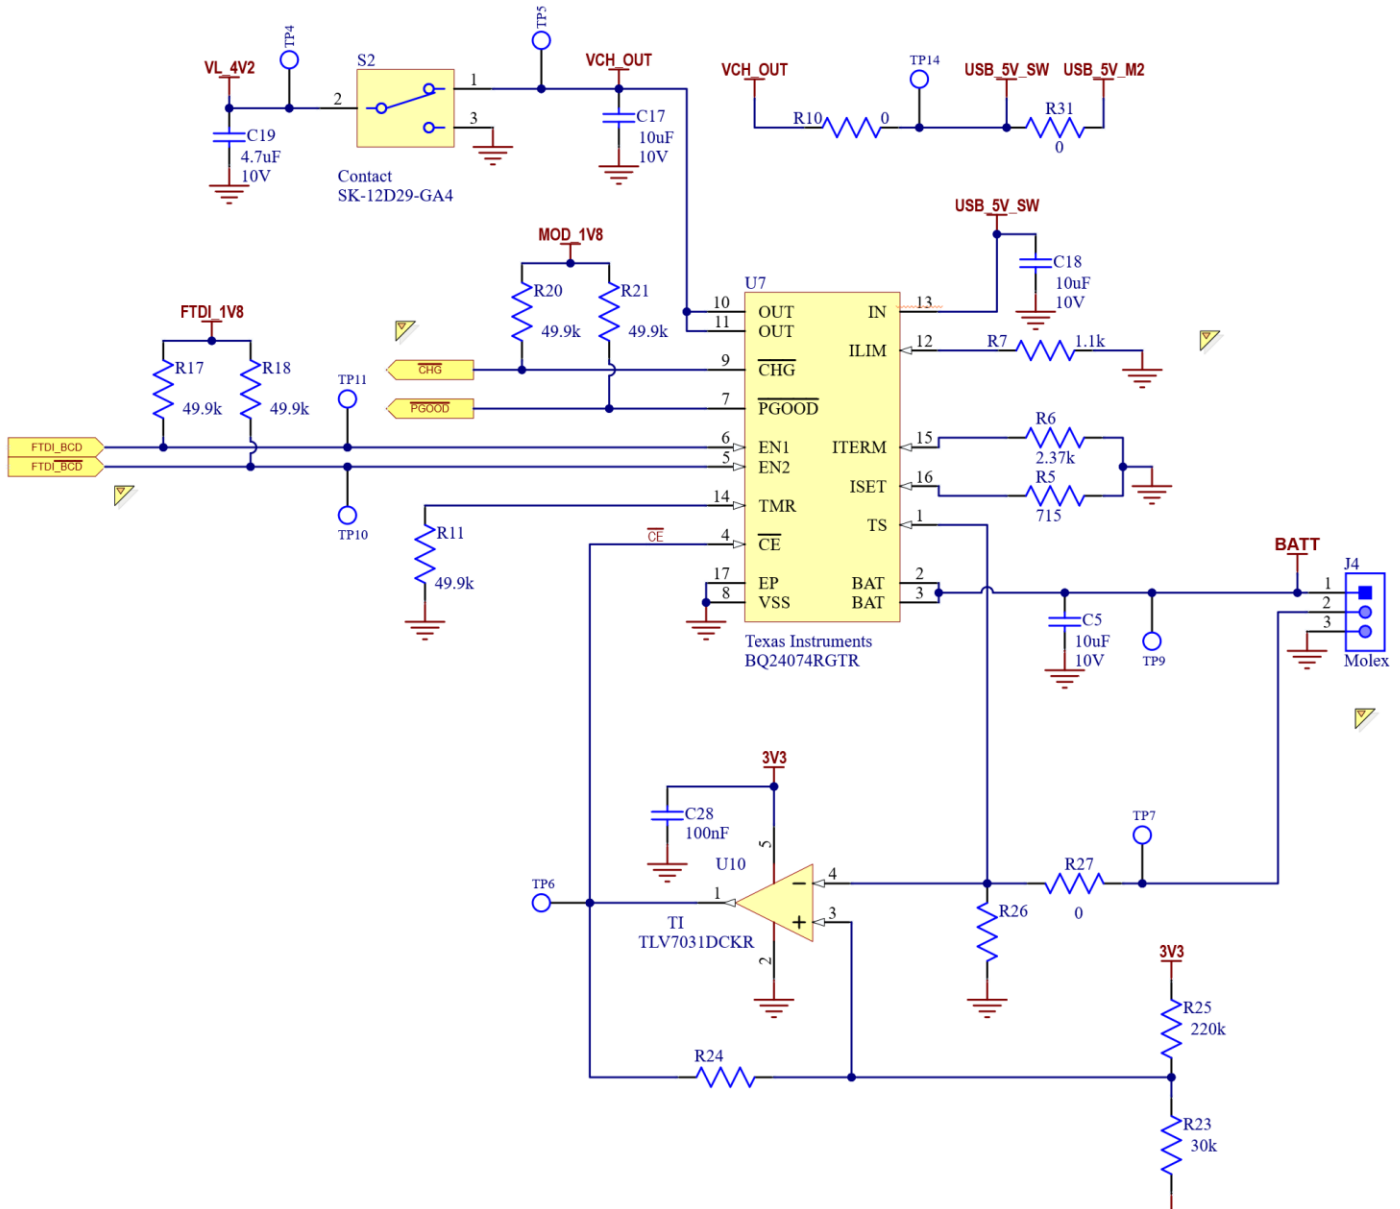 TP4
TP5
VL_4V2
S2
VCH_OUT
VCH_OUT
TP14
USB_5V_SW
USB_5V_M2
2
1
3
C19
4.7uF
10V
C17
10uF
10V
R10
0
R31
0
Contact
SK-12D29-GA4
USB_5V_SW
MOD_1V8
C18
10uF
10V
FTDI_1V8
R20
49.9k
R21
49.9k
U7
10
OUT
11
OUT
IN
13
ILIM
12
R7
1.1k
R17
49.9k
R18
49.9k
TP11
CHG
9
CHG
PGOOD
7
PGOOD
FTDI_BCD
FTDI_BCD
6
EN1
5
EN2
ITERM
15
R6
2.37k
ISET
16
R5
715
TP10
14
TMR
TS
1
R11
49.9k
CE
4
CE
17
EP
8
VSS
BAT
2
BAT
3
BATT
J4
1
2
3
Molex
C5
10uF
10V
TP9
Texas Instruments
BQ24074RGTR
3V3
C28
100nF
5
U10
TP7
TP6
1
4
3
2
TI
TLV7031DCKR
R27
0
R26
3V3
R25
220k
R24
R23
30k